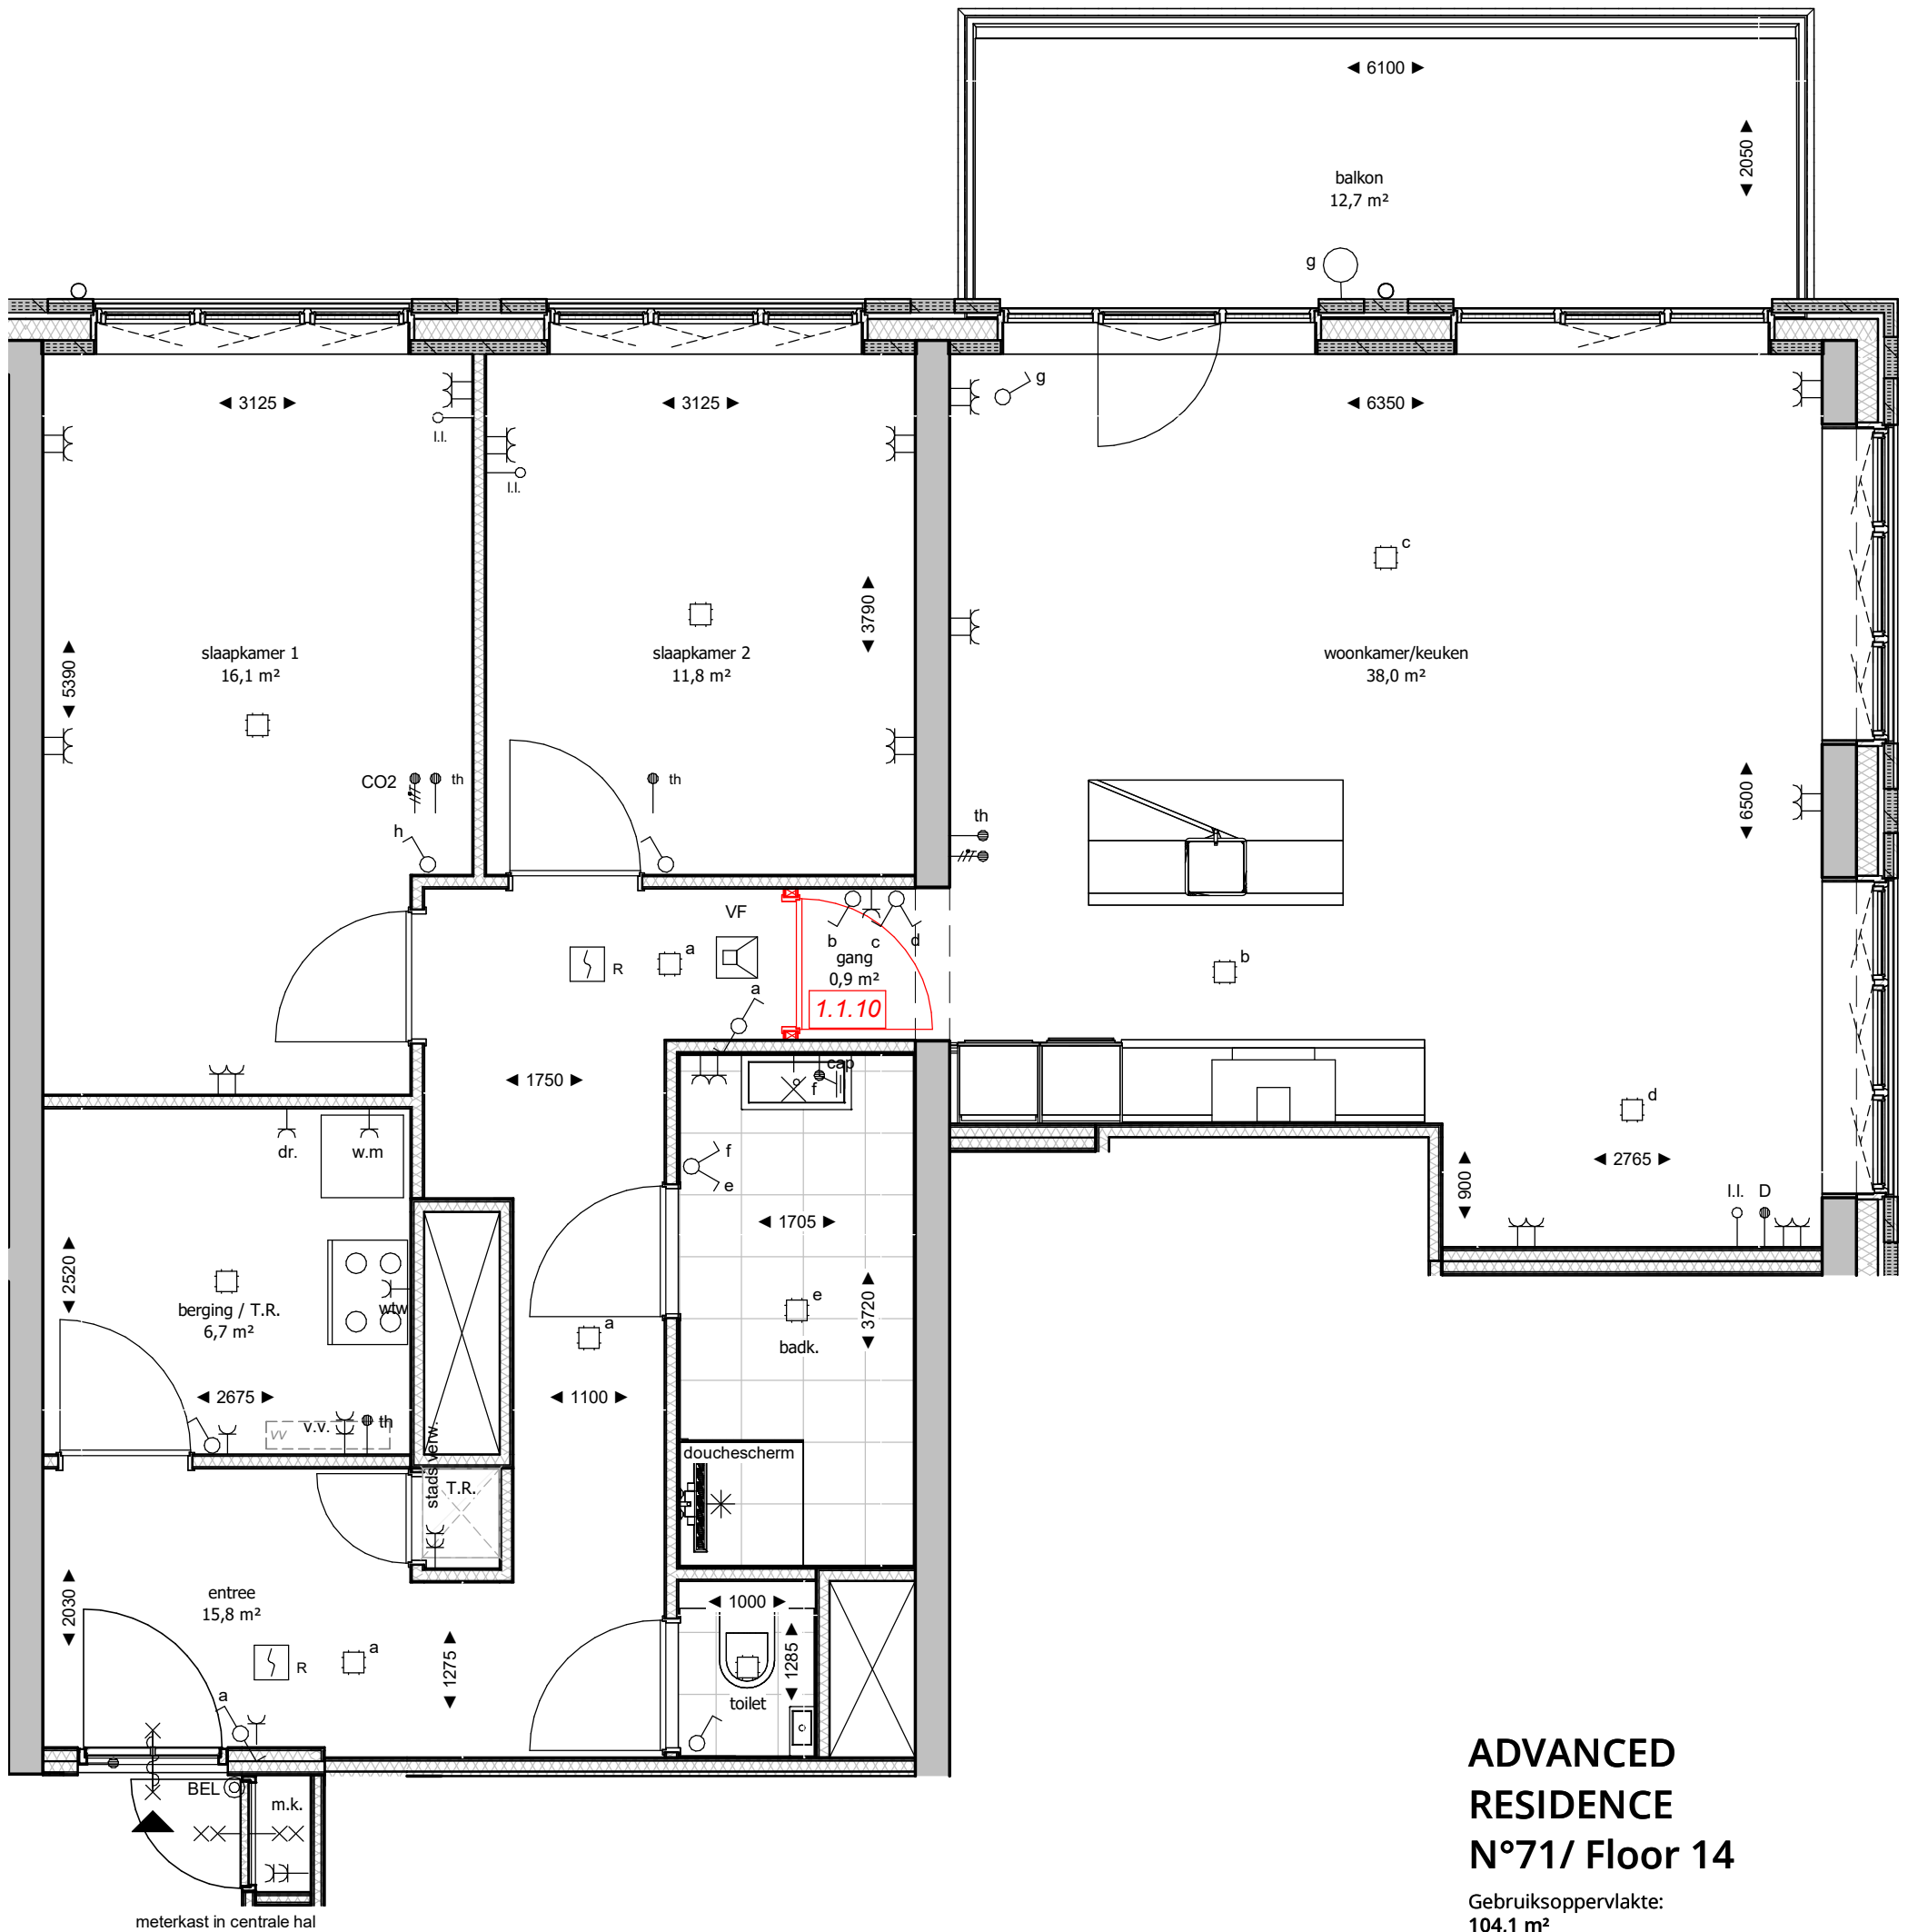 ◄ 6100 ►
◄ 2050 ►
balkon
12,7 m²
g
◄ 3125 ►
◄ 3125 ►
g
◄ 6350 ►
l.l.
l.l.
c
◄ 5390 ►
slaapkamer 1
16,1 m²
slaapkamer 2
11,8 m²
◄ 3790 ►
woonkamer/keuken
38,0 m²
CO2
th
th
h
th
◄ 6500 ►
VF
R
a
a
b
c
d
gang
0,9 m²
1.1.10
b
◄ 1750 ►
cap
f
d
dr.
w.m
f
e
◄ 1705 ►
◄ 900 ►
◄ 2765 ►
l.l.
D
◄ 2520 ►
berging / T.R.
6,7 m²
wtw
a
e
badk.
◄ 3720 ►
◄ 2675 ►
◄ 1100 ►
vv
v.v.
th
stads verw.
T.R.
douchescherm
◄ 2030 ►
entree
15,8 m²
R
a
a
◄ 1275 ►
◄ 1000 ►
◄ 1285 ►
toilet
BEL
m.k.
meterkast in centrale hal
ADVANCED
RESIDENCE
N°71/ Floor 14
Gebruiksoppervlakte:
104.1 m²